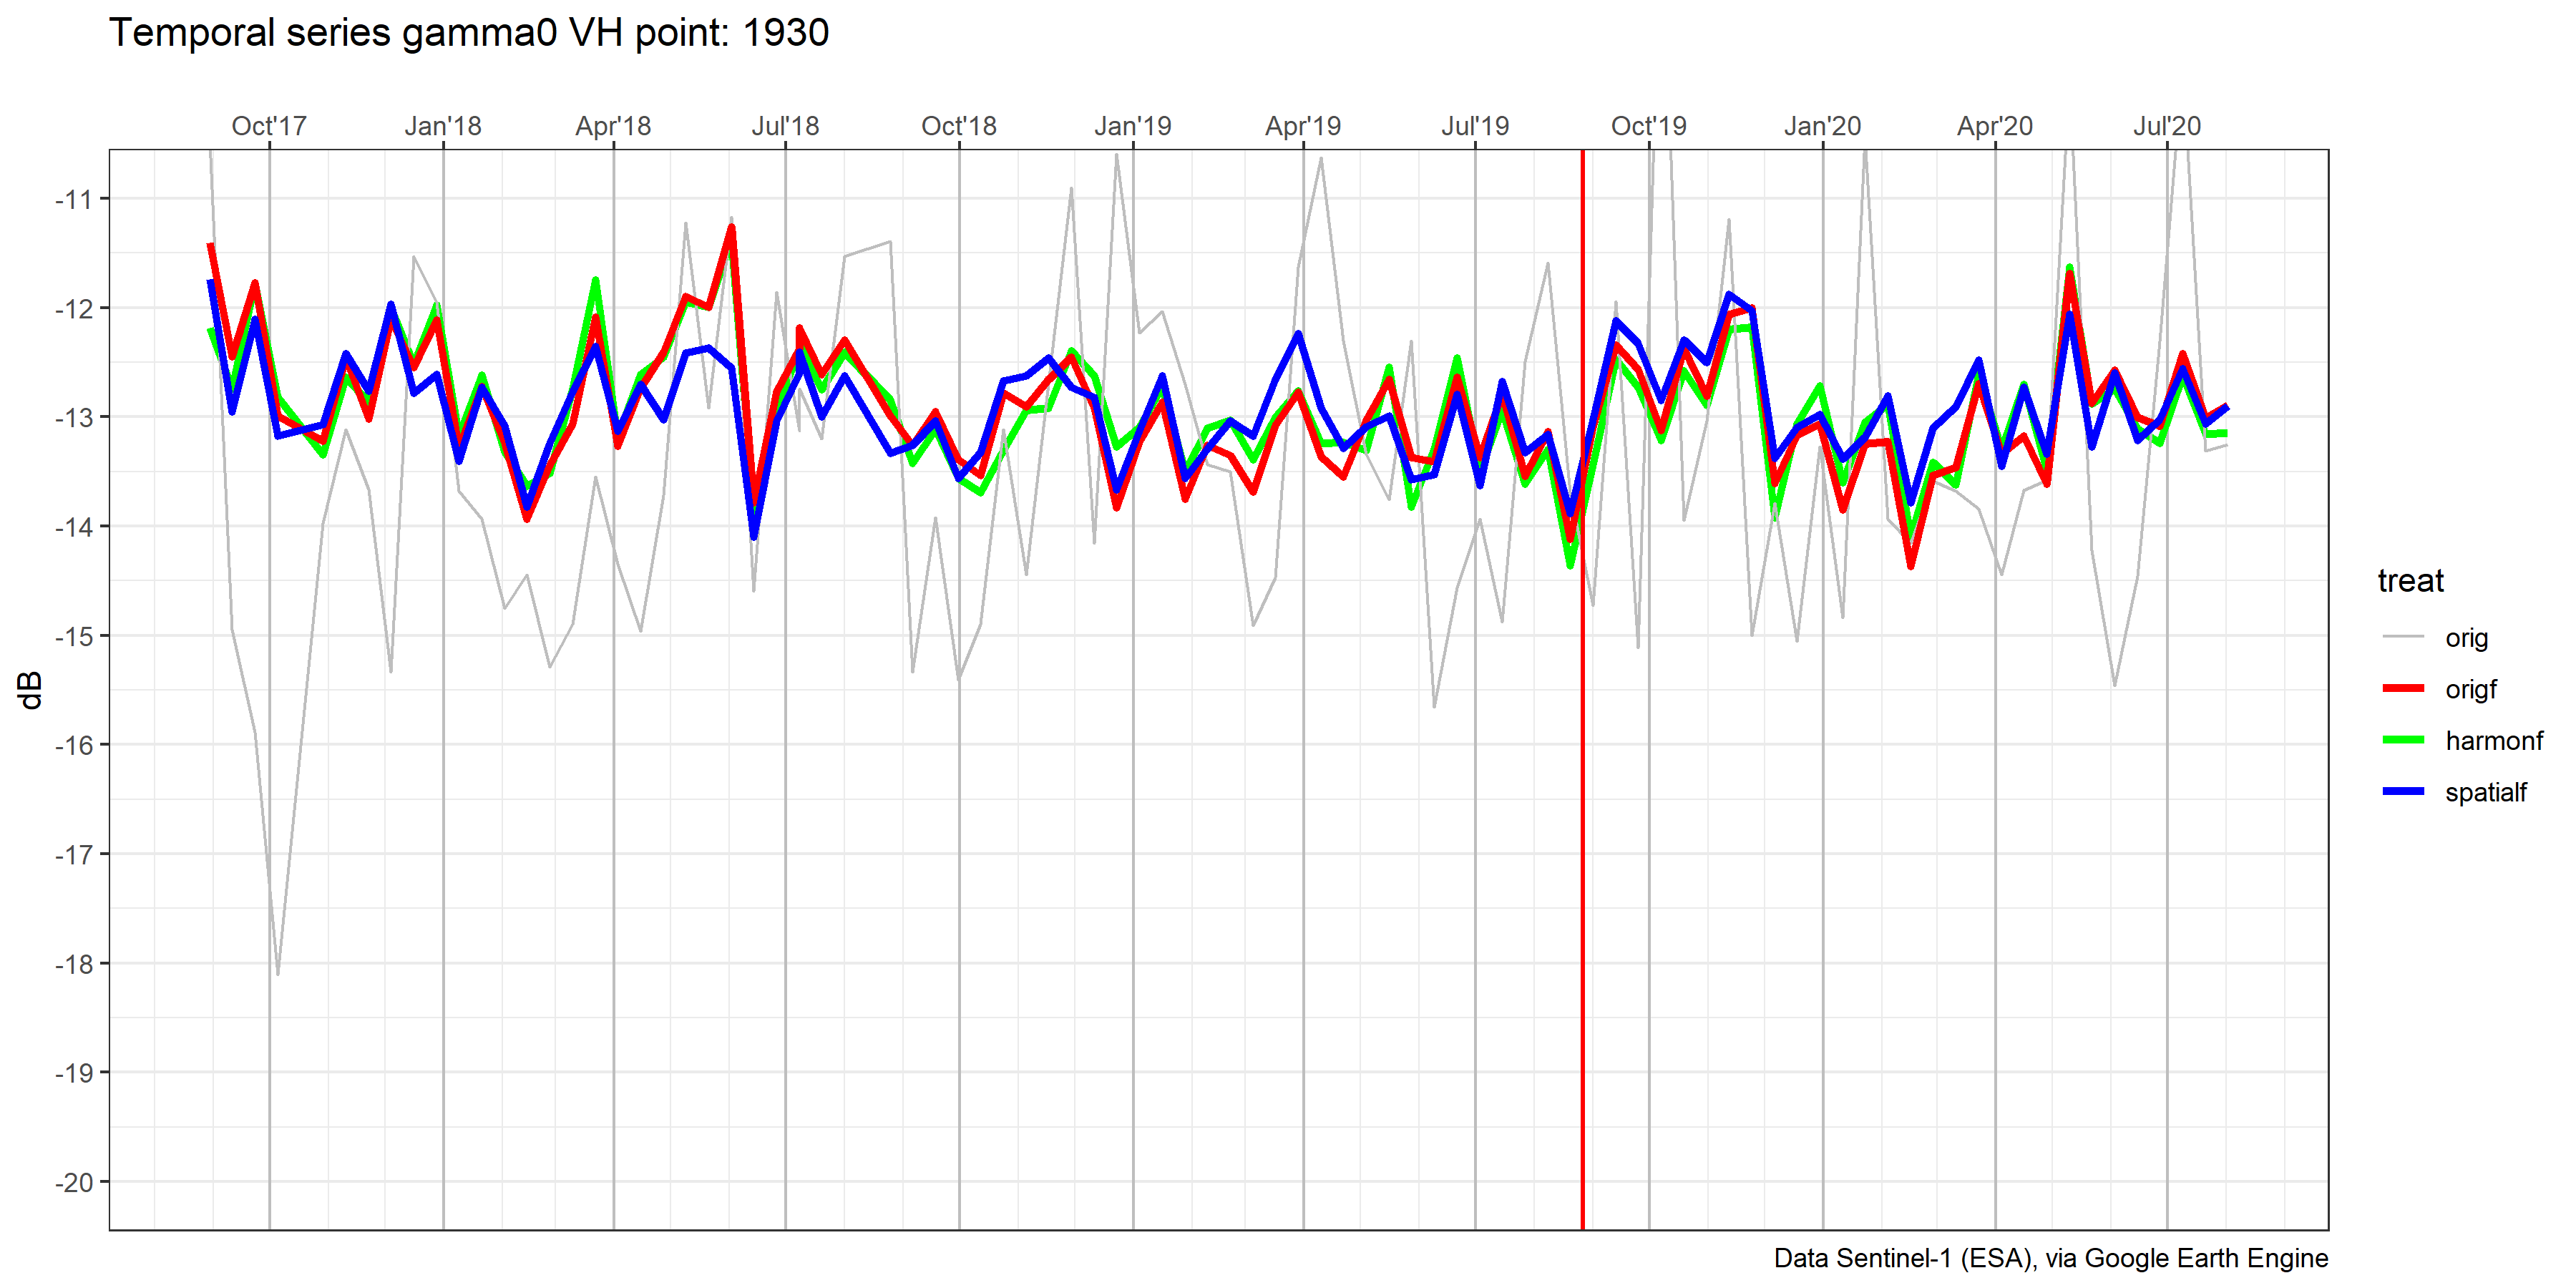 Temporal series gamma0 VH point: 1930
Oct'17 Jan'18 Apr'18 Jul'18 Oct'18 Jan'19 Apr'19 Jul'19 Oct'19 Jan'20 Apr'20 Jul'20
-11
-12
-13
-14
-15
-16
-17
-18
-19
-20
dB
treat
orig
origf
harmonf
spatialf
Data Sentinel-1 (ESA), via Google Earth Engine